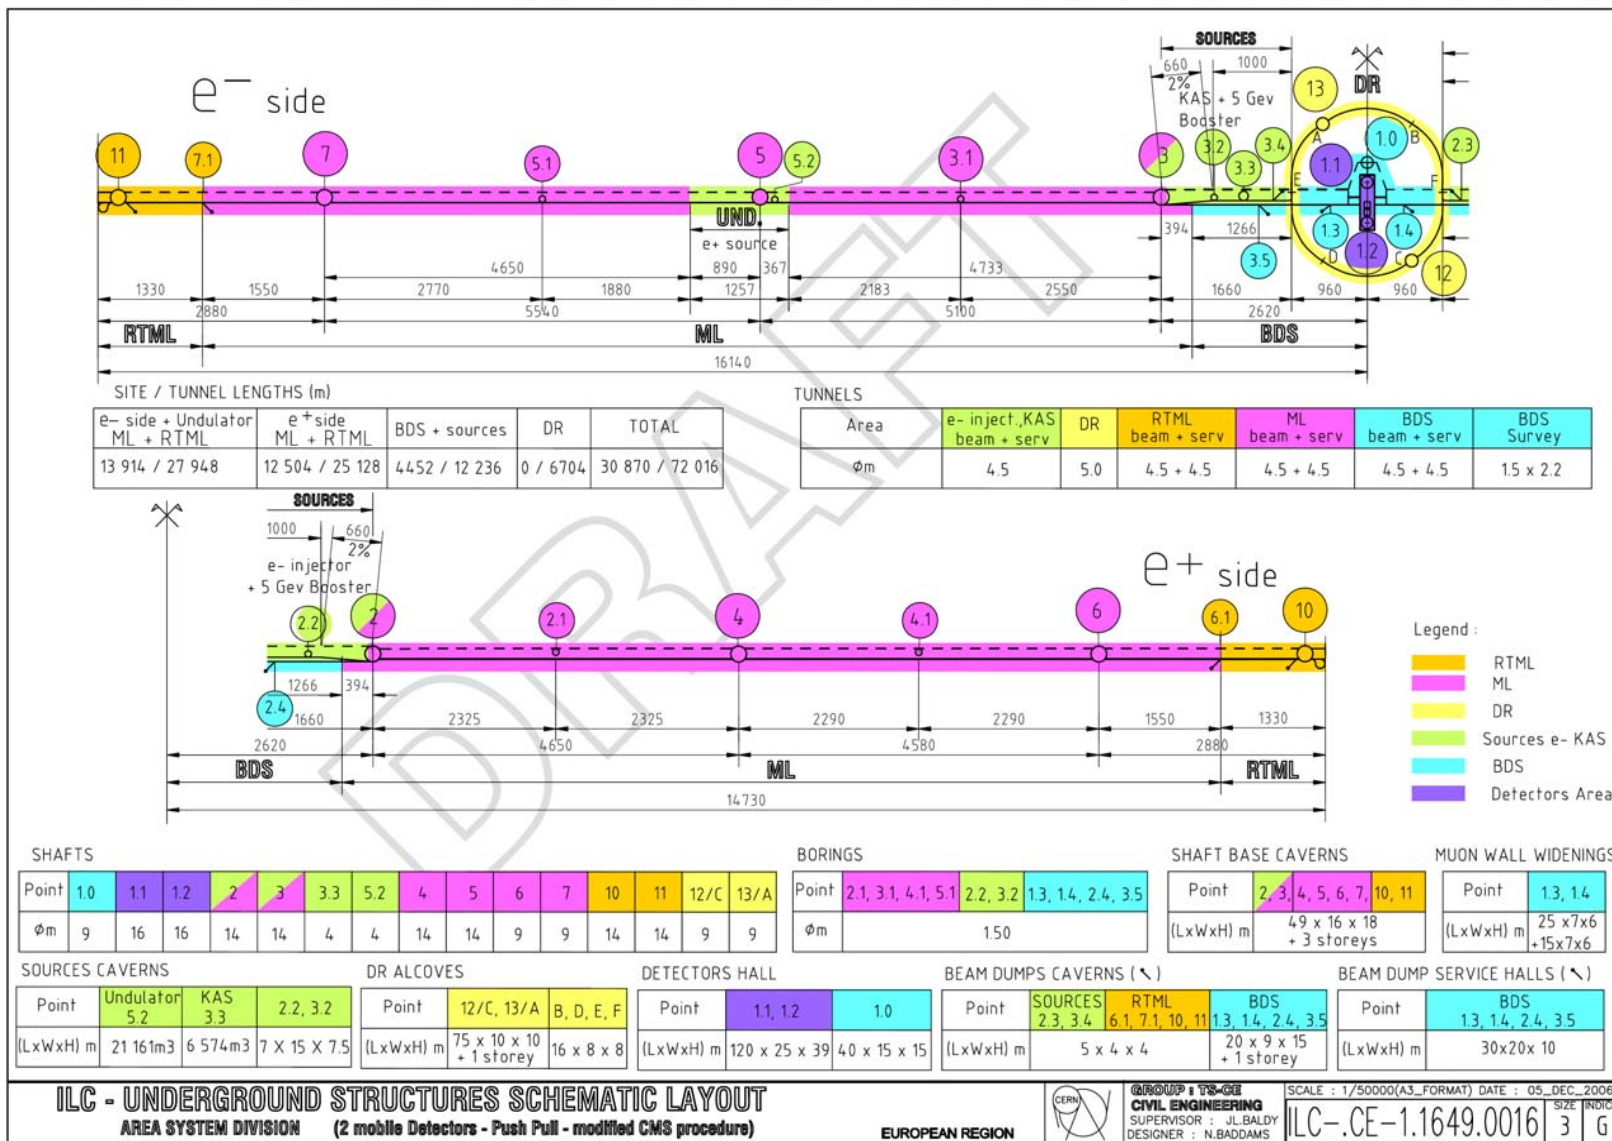 SOURCES
660
1000
2%
KAS + 5 Gev
Booster
DR
e⁻ side
13
11
7.1
7
5.1
5
5.2
3.1
3
3.2
3.3
3.4
A
B
1.0
1.1
2.3
E
F
UND.
e+ source
394
1266
3.5
1.3
1.4
D
C
1.2
12
4650
890
367
4733
1330
1550
2770
1880
1257
2183
2550
1660
960
960
2880
5540
5100
2620
RTML
ML
BDS
16140
SITE / TUNNEL LENGTHS (m)
e- side + Undulator ML + RTML
e+ side ML + RTML
BDS + sources
DR
TOTAL
13 914 / 27 948
12 504 / 25 128
4452 / 12 236
0 / 6704
30 870 / 72 016
TUNNELS
Area
e- inject.,KAS beam + serv
DR
RTML beam + serv
ML beam + serv
BDS beam + serv
BDS Survey
Øm
4.5
5.0
4.5 + 4.5
4.5 + 4.5
4.5 + 4.5
1.5 x 2.2
DRAFT
SOURCES
1000
660
2%
e- injector
+ 5 Gev Booster
e⁺ side
2.2
2
2.1
4
4.1
6
6.1
10
2.4
1266
394
1660
2325
2325
2290
2290
1550
1330
2620
4650
4580
2880
BDS
ML
RTML
14730
Legend :
RTML
ML
DR
Sources e- KAS
BDS
Detectors Area
SHAFTS
Point 1.0 1.1 1.2 2 3 3.3 5.2 4 5 6 7 10 11 12/C 13/A
Øm 9 16 16 14 14 4 4 14 14 9 9 14 14 9 9
BORINGS
Point 2.1, 3.1, 4.1, 5.1 2.2, 3.2 1.3, 1.4, 2.4, 3.5
Øm 1.50
SHAFT BASE CAVERNS
Point 2, 3, 4, 5, 6, 7, 10, 11
(LxWxH) m 49 x 16 x 18
+ 3 storeys
MUON WALL WIDENINGS
Point 1.3, 1.4
(LxWxH) m 25 x7x6
+15x7x6
SOURCES CAVERNS
Point Undulator 5.2 KAS 3.3 2.2, 3.2
(LxWxH) m 21 161m3 6 574m3 7 X 15 X 7.5
DR ALCOVES
Point 12/C, 13/A B, D, E, F
(LxWxH) m 75 x 10 x 10 + 1 storey 16 x 8 x 8
DETECTORS HALL
Point 1.1, 1.2 1.0
(LxWxH) m 120 x 25 x 39 40 x 15 x 15
BEAM DUMPS CAVERNS ( )
Point SOURCES 2.3, 3.4 RTML 6.1, 7.1, 10, 11 BDS 1.3, 1.4, 2.4, 3.5
(LxWxH) m 5 x 4 x 4 20 x 9 x 15 + 1 storey
BEAM DUMP SERVICE HALLS ( )
Point BDS 1.3, 1.4, 2.4, 3.5
(LxWxH) m 30x20x 10
ILC - UNDERGROUND STRUCTURES SCHEMATIC LAYOUT
AREA SYSTEM DIVISION (2 mobile Detectors - Push Pull - modified CMS procedure)
EUROPEAN REGION
CERN
GROUP : TS-CE
CIVIL ENGINEERING
SUPERVISOR : JL.BALDY
DESIGNER : N.BADDAMS
SCALE : 1/50000(A3_FORMAT) DATE : 05_DEC_2006
ILC-.CE-1.1649.0016
SIZE
3
INDIC
G